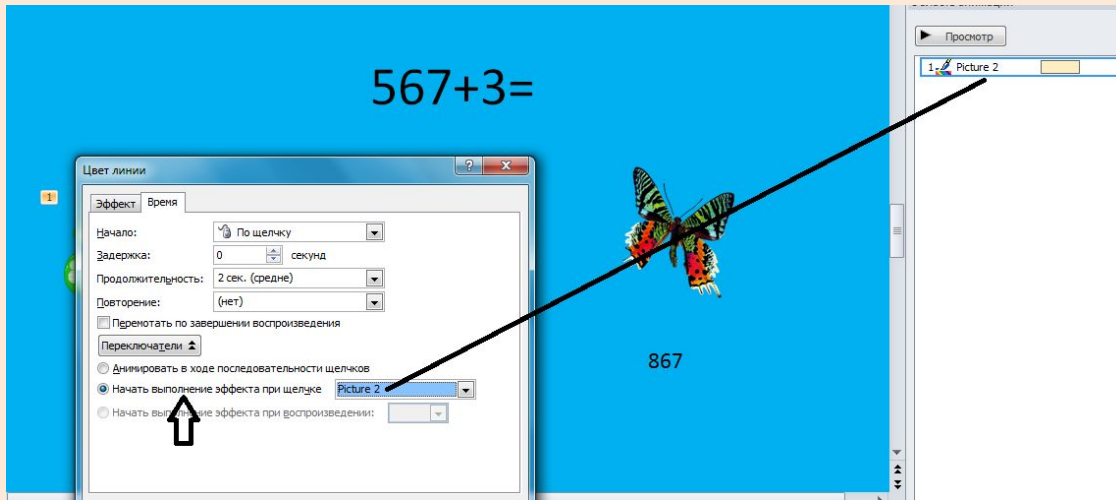 Просмотр
1 Picture 2
567+3=
Цвет линии
1
Эффект Время
Начало: По щелчку
Задержка: 0 секунд
Продолжительность: 2 сек. (средне)
Повторение: (нет)
Перемотать по завершении воспроизведения
Переключатели
Анимировать в ходе последовательности щелчков
Начать выполнение эффекта при щелчке Picture 2
Начать выполнение эффекта при воспроизведении:
867